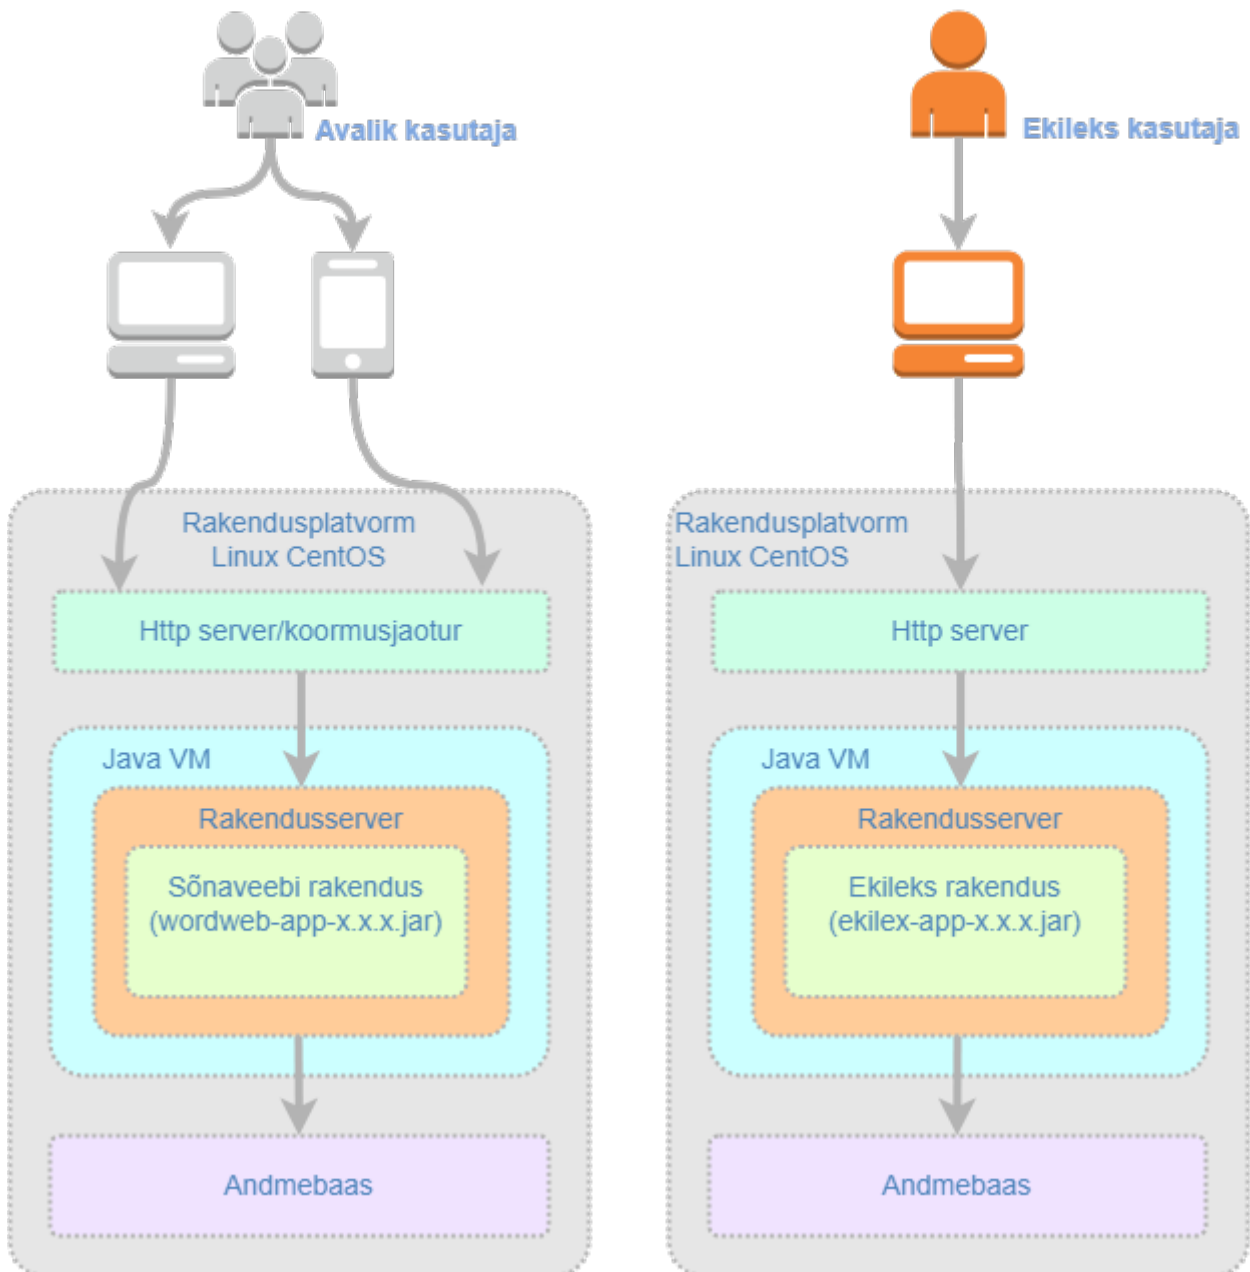 Avalik kasutaja
Ekileks kasutaja
Rakendusplatvorm
Linux CentOS
Http server/koormusjaotur
Java VM
Rakendusserver
Sõnaveebi rakendus
(wordweb-app-x.x.x.jar)
Andmebaas
Rakendusplatvorm
Linux CentOS
Http server
Java VM
Rakendusserver
Ekileks rakendus
(ekilex-app-x.x.x.jar)
Andmebaas